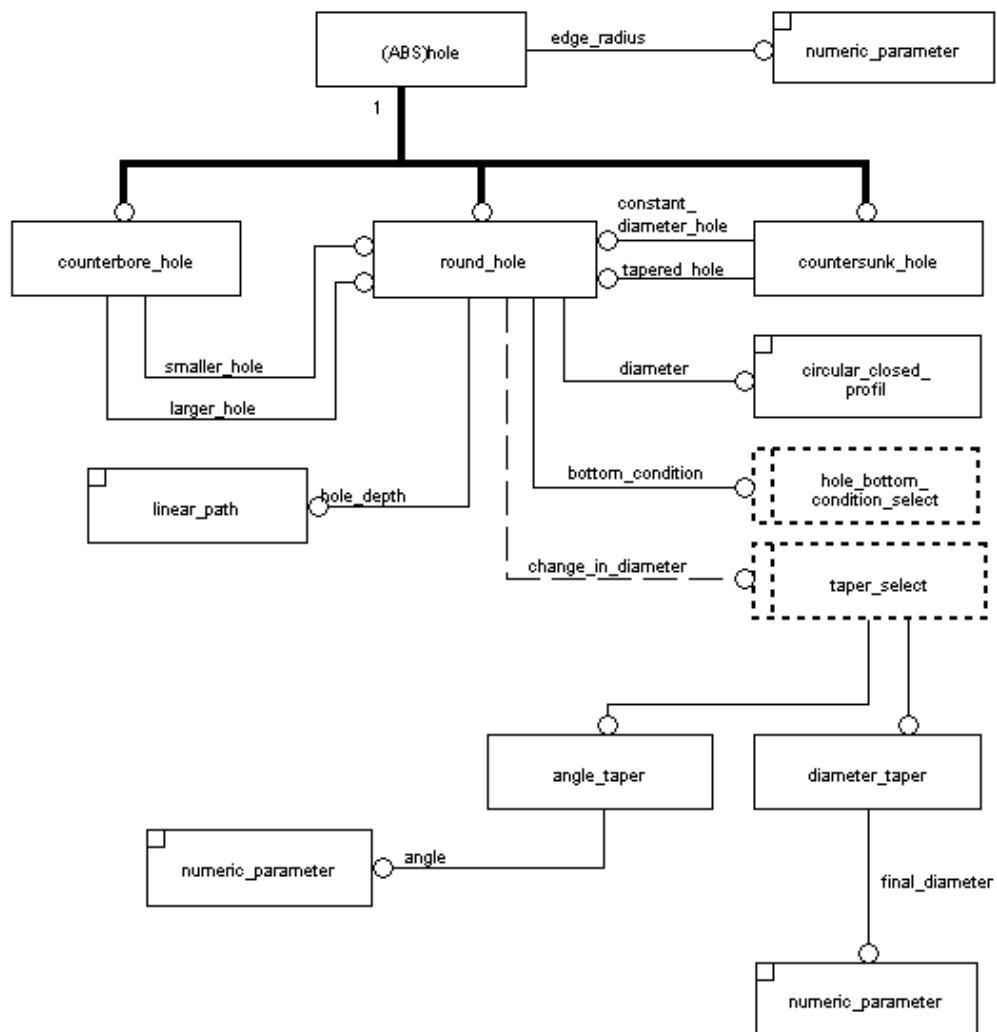 (ABS)hole
edge_radius
numeric_parameter
1
counterbore_hole
round_hole
constant_
diameter_hole
tapered_hole
countersunk_hole
smaller_hole
larger_hole
diameter
circular_closed_
profil
linear_path
hole_depth
bottom_condition
hole_bottom_
condition_select
change_in_diameter
taper_select
angle_taper
diameter_taper
numeric_parameter
angle
final_diameter
numeric_parameter